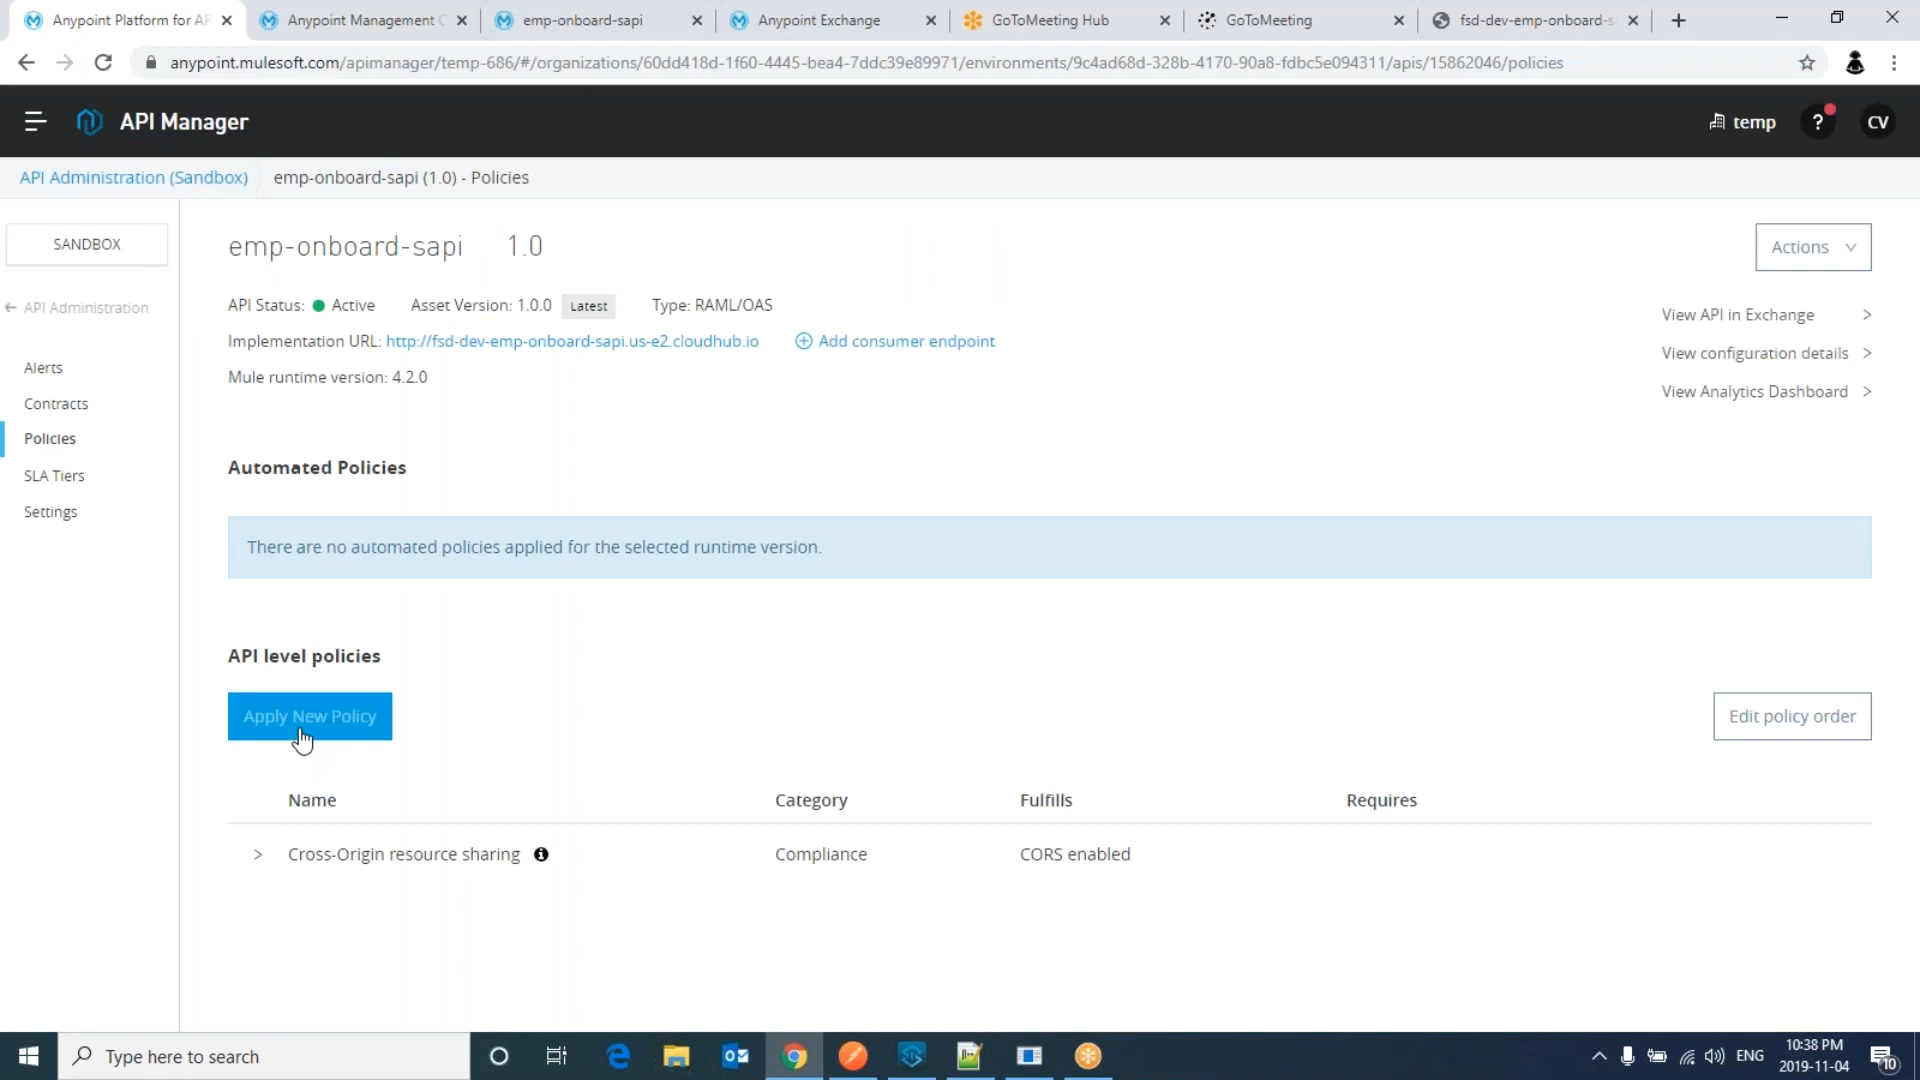 Anypoint Platform for AP
Anypoint Management C
emp-onboard-sapi
Anypoint Exchange
GoToMeeting Hub
GoToMeeting
fsd-dev-emp-onboard-s
anypoint.mulesoft.com/apimanager/temp-686/#/organizations/60dd418d-1f60-4445-bea4-7ddc39e89971/environments/9c4ad68d-328b-4170-90a8-fdbc5e094311/apis/15862046/policies
API Manager
temp
?
CV
API Administration (Sandbox)
emp-onboard-sapi (1.0) - Policies
SANDBOX
API Administration
Alerts
Contracts
Policies
SLA Tiers
Settings
emp-onboard-sapi 1.0
Actions
API Status: Active Asset Version: 1.0.0 Latest Type: RAML/OAS
Implementation URL: http://fsd-dev-emp-onboard-sapi.us-e2.cloudhub.io Add consumer endpoint
Mule runtime version: 4.2.0
View API in Exchange >
View configuration details >
View Analytics Dashboard >
Automated Policies
There are no automated policies applied for the selected runtime version.
API level policies
Apply New Policy
Edit policy order
Name Category Fulfills Requires
> Cross-Origin resource sharing Compliance CORS enabled
Type here to search
ENG
10:38 PM
2019-11-04
10